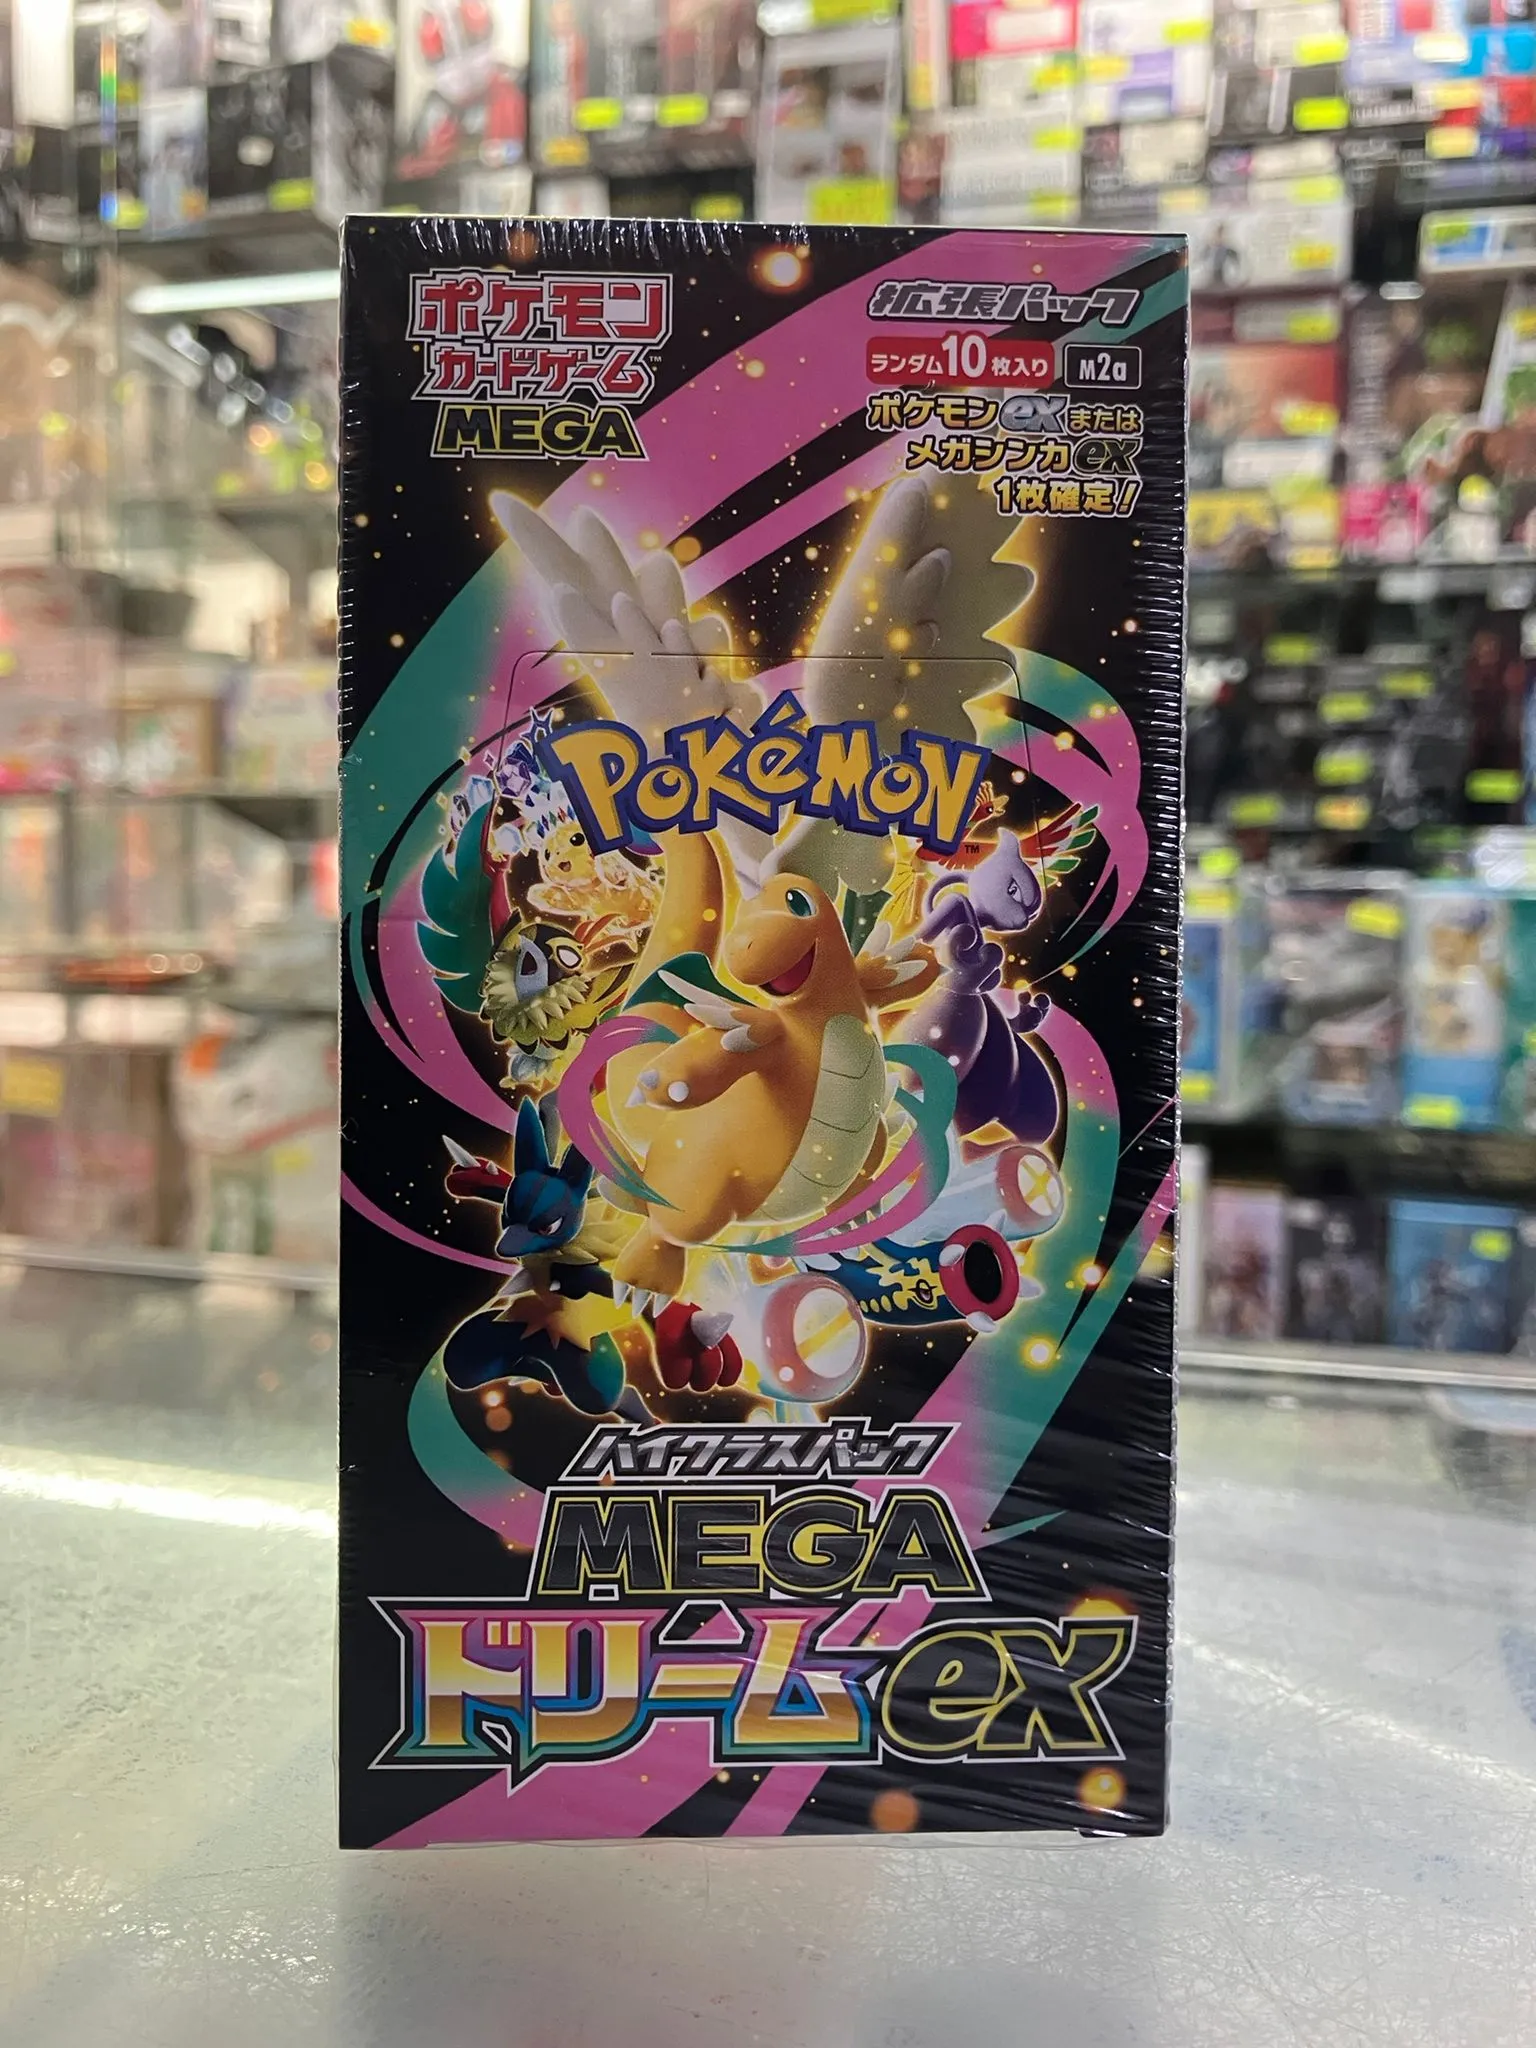 ポケモン
カードゲーム™
MEGA
拡張パック
ランダム10枚入り M2a
ポケモンexまたは
メガシンカex
1枚確定!
POKéMON
TM
ハイクラスパック
MEGA
ドリームex